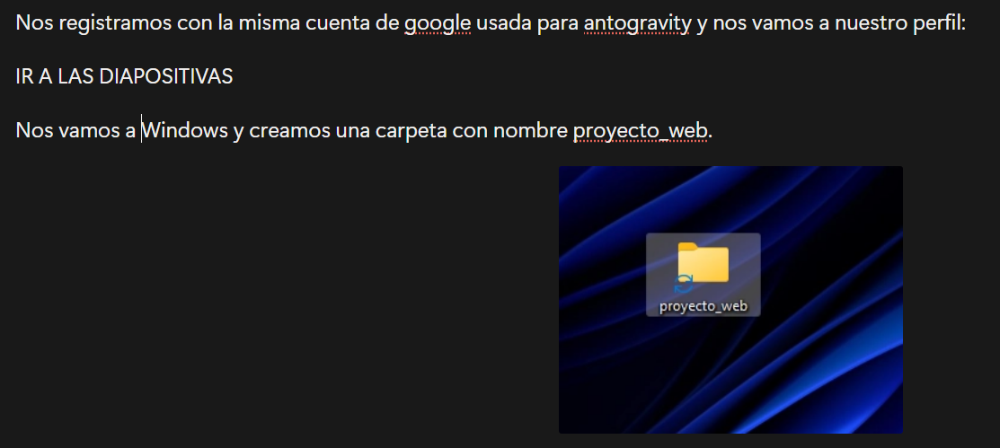 Nos registramos con la misma cuenta de google usada para antogravity y nos vamos a nuestro perfil:
IR A LAS DIAPOSITIVAS
Nos vamos a Windows y creamos una carpeta con nombre proyecto_web.
proyecto_web